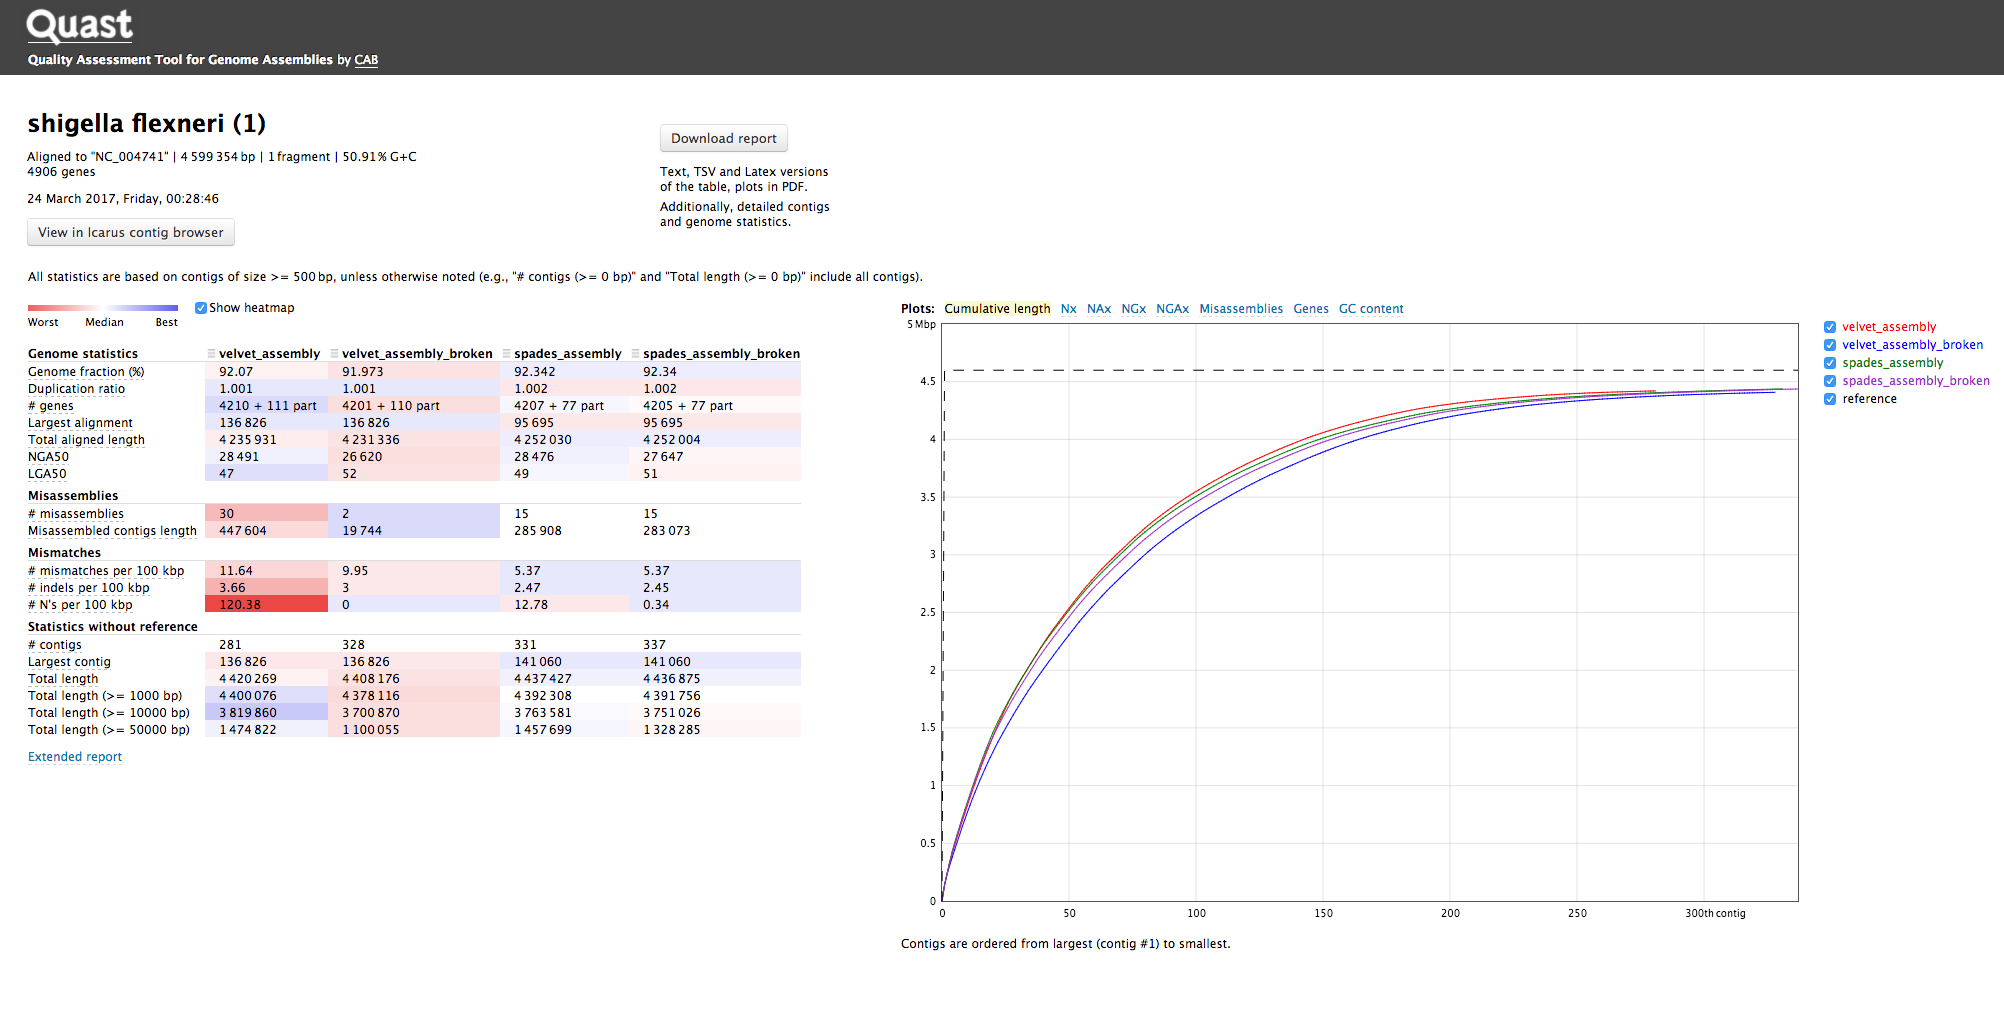 Quast
Quality Assessment Tool for Genome Assemblies by CAB
shigella flexneri (1)
Aligned to "NC_004741" | 4 599 354 bp | 1 fragment | 50.91 % G+C
4906 genes
24 March 2017, Friday, 00:28:46
View in Icarus contig browser
Download report
Text, TSV and Latex versions
of the table, plots in PDF.
Additionally, detailed contigs
and genome statistics.
All statistics are based on contigs of size >= 500 bp, unless otherwise noted (e.g., "# contigs (>= 0 bp)" and "Total length (>= 0 bp)" include all contigs).
Worst Median Best
Show heatmap
Genome statistics velvet_assembly velvet_assembly_broken spades_assembly spades_assembly_broken
Genome fraction (%) 92.07 91.973 92.342 92.34
Duplication ratio 1.001 1.001 1.002 1.002
# genes 4210 + 111 part 4201 + 110 part 4207 + 77 part 4205 + 77 part
Largest alignment 136 826 136 826 95 695 95 695
Total aligned length 4 235 931 4 231 336 4 252 030 4 252 004
NGA50 28 491 26 620 28 476 27 647
LGA50 47 52 49 51
Misassemblies
# misassemblies 30 2 15 15
Misassembled contigs length 447 604 19 744 285 908 283 073
Mismatches
# mismatches per 100 kbp 11.64 9.95 5.37 5.37
# indels per 100 kbp 3.66 3 2.47 2.45
# N's per 100 kbp 120.38 0 12.78 0.34
Statistics without reference
# contigs 281 328 331 337
Largest contig 136 826 136 826 141 060 141 060
Total length 4 420 269 4 408 176 4 437 427 4 436 875
Total length (>= 1000 bp) 4 400 076 4 378 116 4 392 308 4 391 756
Total length (>= 10000 bp) 3 819 860 3 700 870 3 763 581 3 751 026
Total length (>= 50000 bp) 1 474 822 1 100 055 1 457 699 1 328 285
Extended report
Plots: Cumulative length Nx NAx NGx NGAx Misassemblies Genes GC content
5 Mbp
4.5
4
3.5
3
2.5
2
1.5
1
0.5
0
0 50 100 150 200 250 300th contig
velvet_assembly
velvet_assembly_broken
spades_assembly
spades_assembly_broken
reference
Contigs are ordered from largest (contig #1) to smallest.